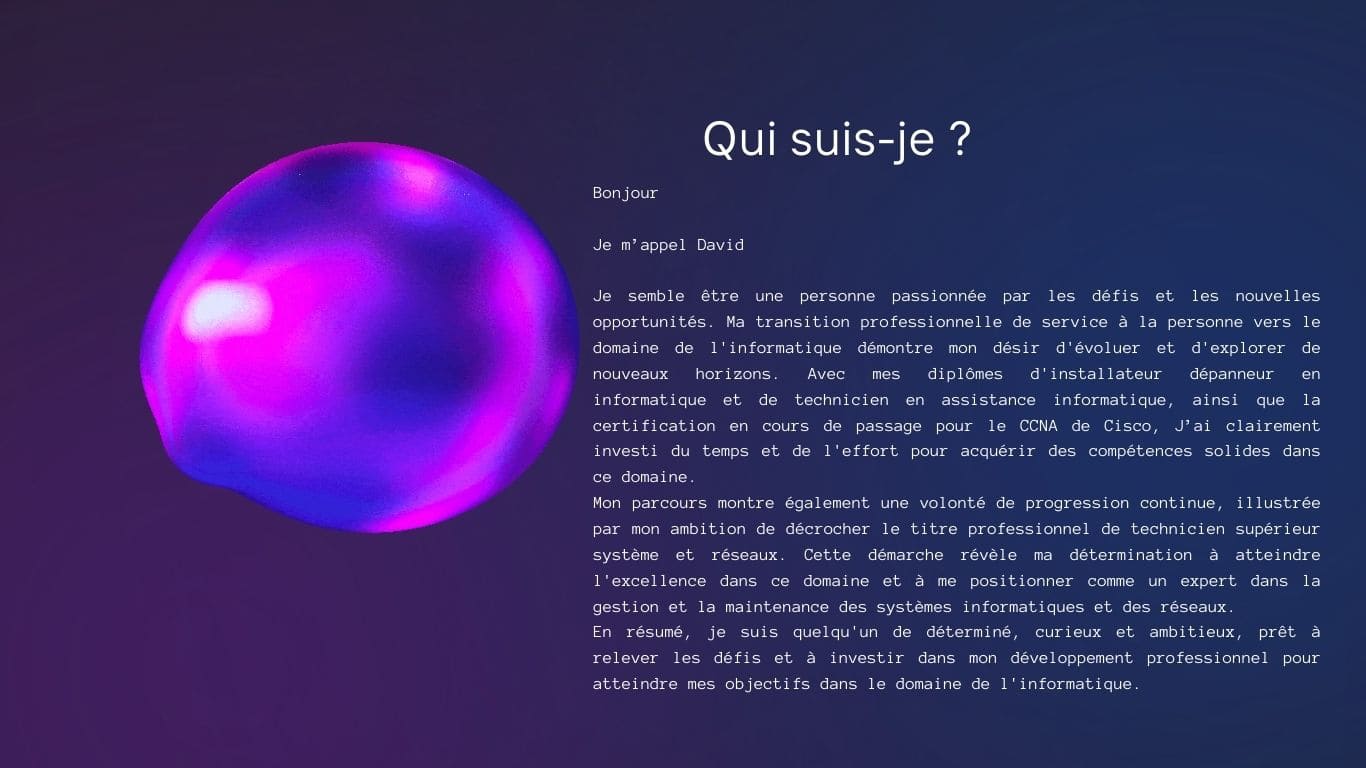 Qui suis-je ?
Bonjour
Je m’appel David
Je semble être une personne passionnée par les défis et les nouvelles
opportunités. Ma transition professionnelle de service à la personne vers le
domaine de l'informatique démontre mon désir d'évoluer et d'explorer de
nouveaux horizons. Avec mes diplômes d'installateur dépanneur en
informatique et de technicien en assistance informatique, ainsi que la
certification en cours de passage pour le CCNA de Cisco, J’ai clairement
investi du temps et de l'effort pour acquérir des compétences solides dans
ce domaine.
Mon parcours montre également une volonté de progression continue, illustrée
par mon ambition de décrocher le titre professionnel de technicien supérieur
système et réseaux. Cette démarche révèle ma détermination à atteindre
l'excellence dans ce domaine et à me positionner comme un expert dans la
gestion et la maintenance des systèmes informatiques et des réseaux.
En résumé, je suis quelqu'un de déterminé, curieux et ambitieux, prêt à
relever les défis et à investir dans mon développement professionnel pour
atteindre mes objectifs dans le domaine de l'informatique.